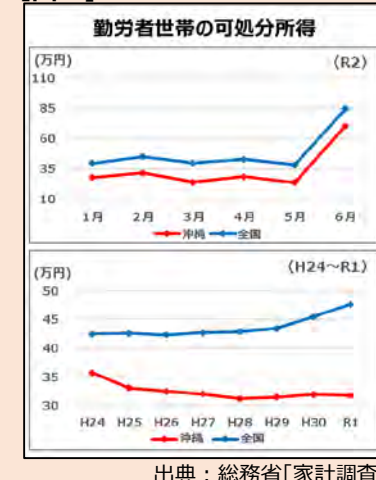 勤労者世帯の可処分所得
(万円)
(R2)
110
85
60
35
10
1月 2月 3月 4月 5月 6月
沖縄 全国
(万円)
(H24～R1)
50
45
40
35
30
H24 H25 H26 H27 H28 H29 H30 R1
沖縄 全国
出典：総務省「家計調査